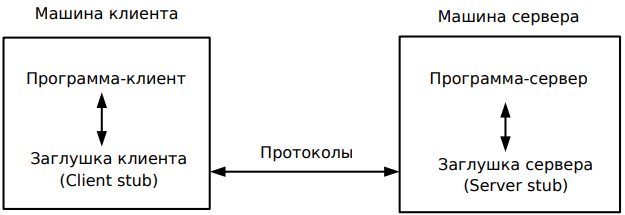 Машина клиента
Машина сервера
Программа-клиент
Программа-сервер
Протоколы
Заглушка клиента
(Client stub)
Заглушка сервера
(Server stub)